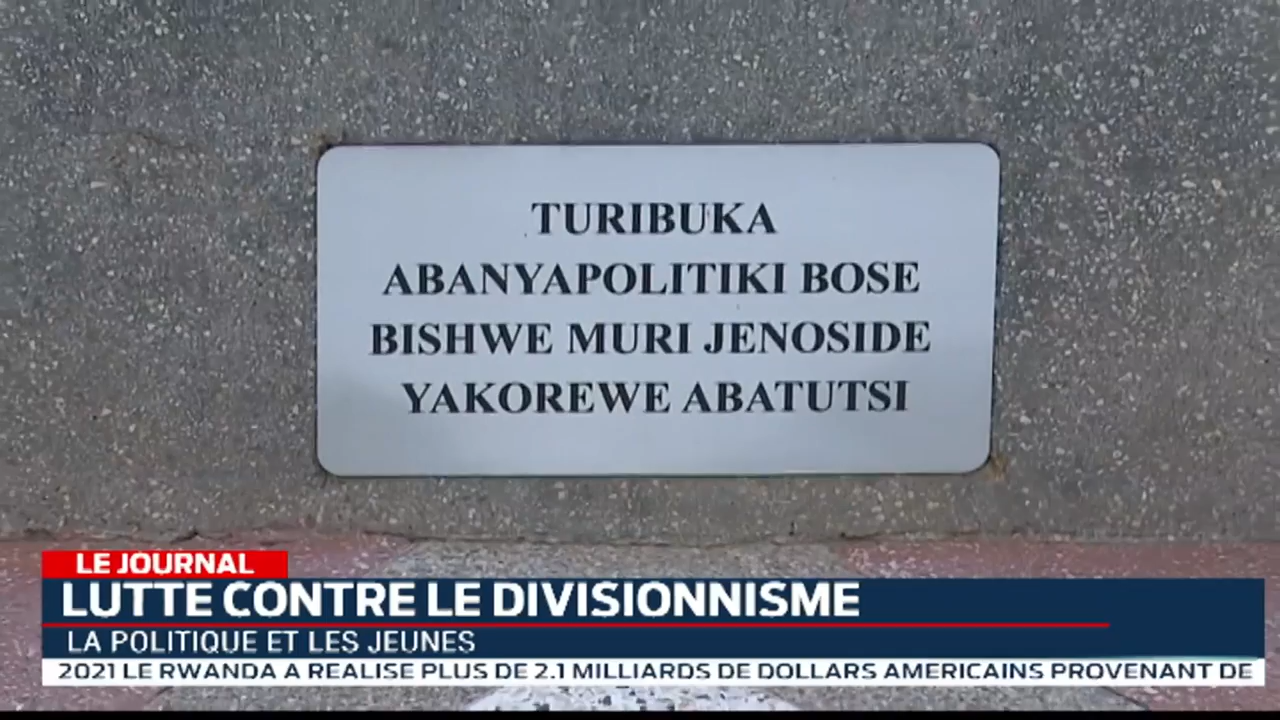 TURIBUKA
ABANYAPOLITIKI BOSE
BISHWE MURI JENOSIDE
YAKOREWE ABATUTSI
LE JOURNAL
LUTTE CONTRE LE DIVISIONNISME
LA POLITIQUE ET LES JEUNES
2021 LE RWANDA A REALISE PLUS DE 2.1 MILLIARDS DE DOLLARS AMERICAINS PROVENANT DE